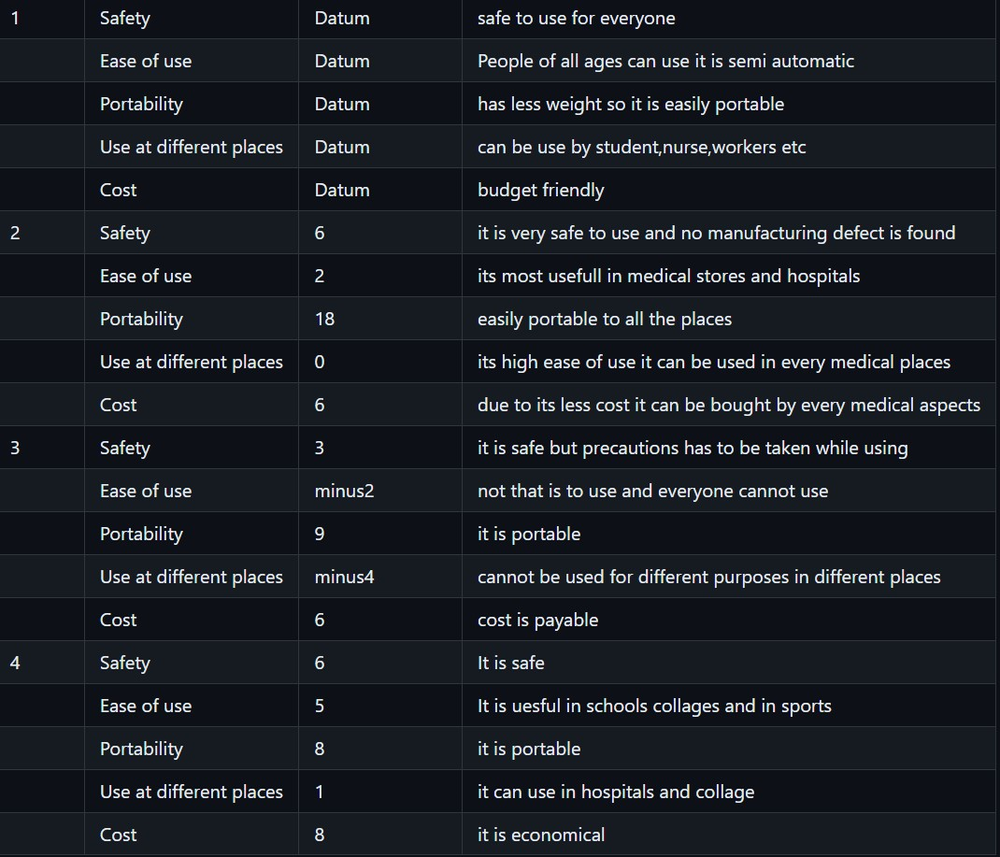 1 Safety Datum safe to use for everyone
Ease of use Datum People of all ages can use it is semi automatic
Portability Datum has less weight so it is easily portable
Use at different places Datum can be use by student,nurse,workers etc
Cost Datum budget friendly
2 Safety 6 it is very safe to use and no manufacturing defect is found
Ease of use 2 its most usefull in medical stores and hospitals
Portability 18 easily portable to all the places
Use at different places 0 its high ease of use it can be used in every medical places
Cost 6 due to its less cost it can be bought by every medical aspects
3 Safety 3 it is safe but precautions has to be taken while using
Ease of use minus2 not that is to use and everyone cannot use
Portability 9 it is portable
Use at different places minus4 cannot be used for different purposes in different places
Cost 6 cost is payable
4 Safety 6 It is safe
Ease of use 5 It is uesful in schools collages and in sports
Portability 8 it is portable
Use at different places 1 it can use in hospitals and collage
Cost 8 it is economical